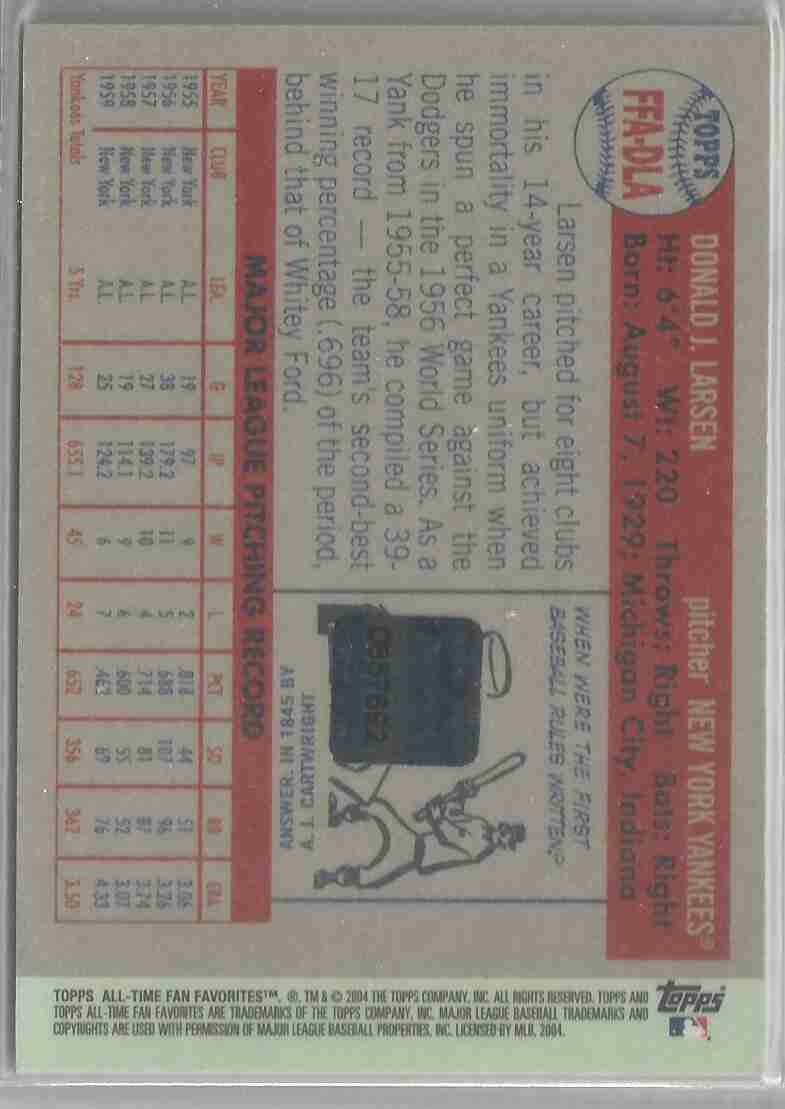 TOPPS
FFA-DLA
DONALD J. LARSEN pitcher NEW YORK YANKEES®
Ht: 6'4" Wt: 220 Throws: Right Bats: Right
Born: August 7, 1929; Michigan City, Indiana
Larsen pitched for eight clubs
in his 14-year career, but achieved
immortality in a Yankees uniform when
he spun a perfect game against the
Dodgers in the 1956 World Series. As a
Yank from 1955-58, he compiled a 39-
17 record — the team's second-best
winning percentage (.696) of the period,
behind that of Whitey Ford.
WHEN WERE THE FIRST
BASEBALL RULES WRITTEN?
ANSWER. IN 1845 BY
A. J. CARTWRIGHT
MAJOR LEAGUE PITCHING RECORD
YEAR CLUB LEA. G IP W L PCT SO BB ERA
1955 New York A.L. 19 97 9 2 .818 44 51 3.06
1956 New York A.L. 38 179.2 11 5 .688 107 96 3.26
1957 New York A.L. 27 139.2 10 4 .714 81 87 3.74
1958 New York A.L. 19 114.1 9 6 .600 55 52 3.07
1959 New York A.L. 25 124.2 6 7 .463 69 76 4.33
Yankees Totals 5 Yrs. 128 655.1 45 24 .652 356 362 3.50
TOPPS ALL-TIME FAN FAVORITES™, ®, TM & © 2004 THE TOPPS COMPANY, INC. ALL RIGHTS RESERVED. TOPPS AND
TOPPS ALL-TIME FAN FAVORITES ARE TRADEMARKS OF THE TOPPS COMPANY, INC. MAJOR LEAGUE BASEBALL TRADEMARKS AND
COPYRIGHTS ARE USED WITH PERMISSION OF MAJOR LEAGUE BASEBALL PROPERTIES, INC. LICENSED BY MLB, 2004.
topps